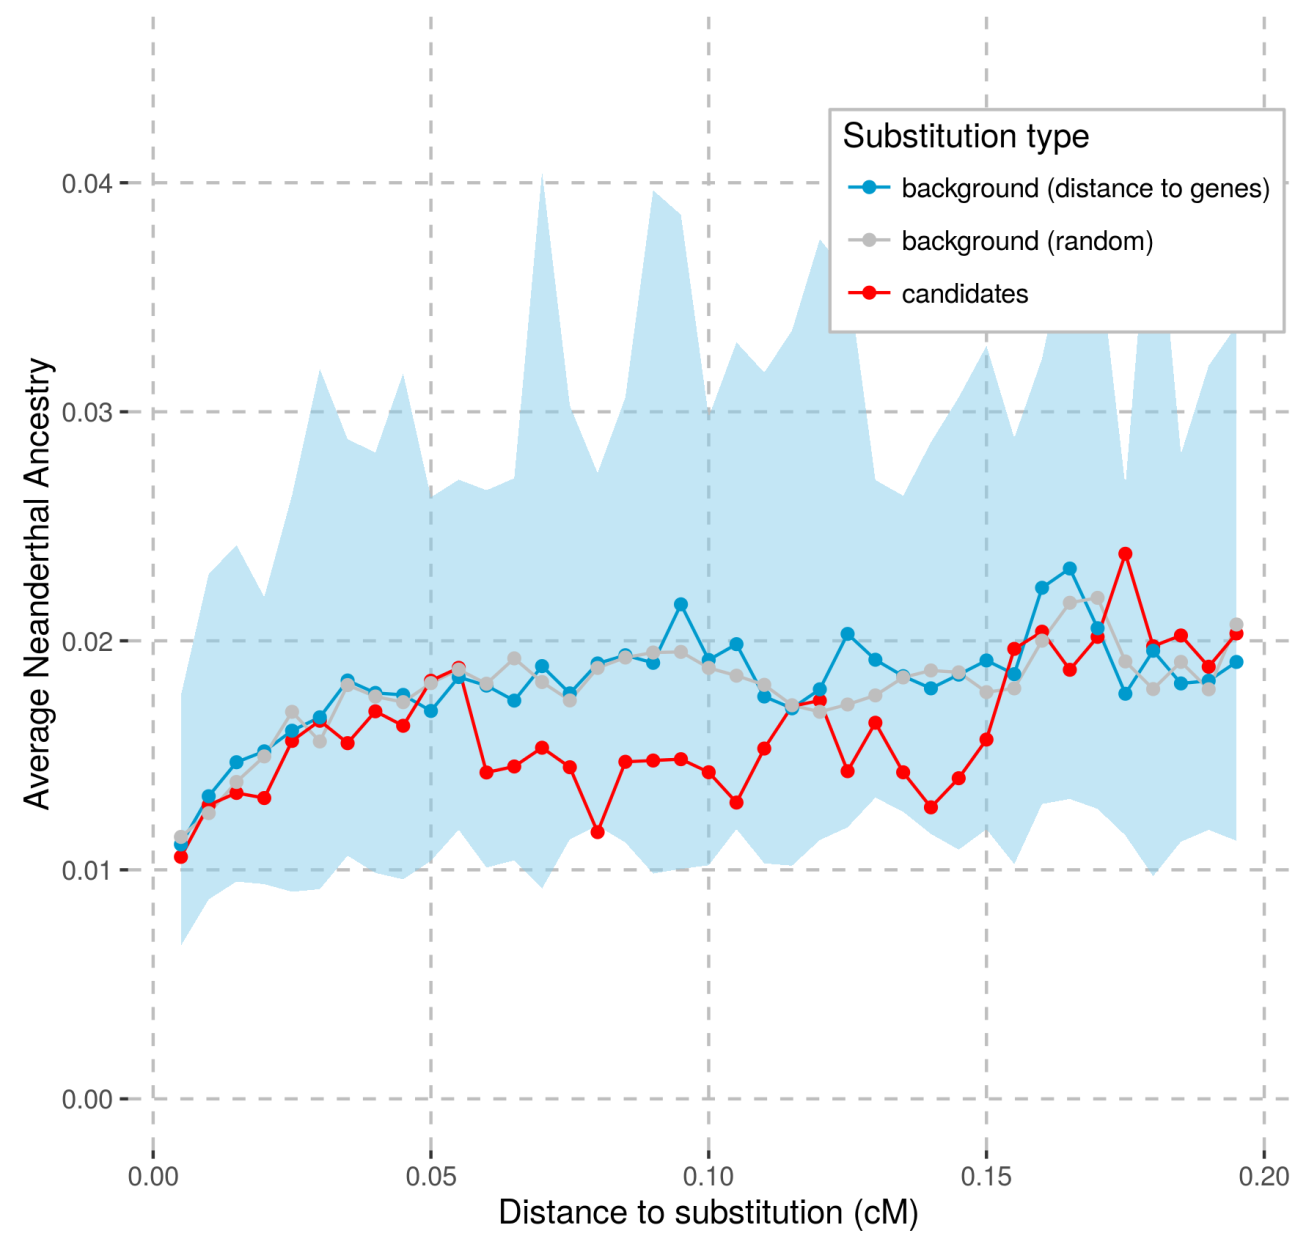 Substitution type
background (distance to genes)
background (random)
candidates
Average Neanderthal Ancestry
0.04
0.03
0.02
0.01
0.00
0.00 0.05 0.10 0.15 0.20
Distance to substitution (cM)